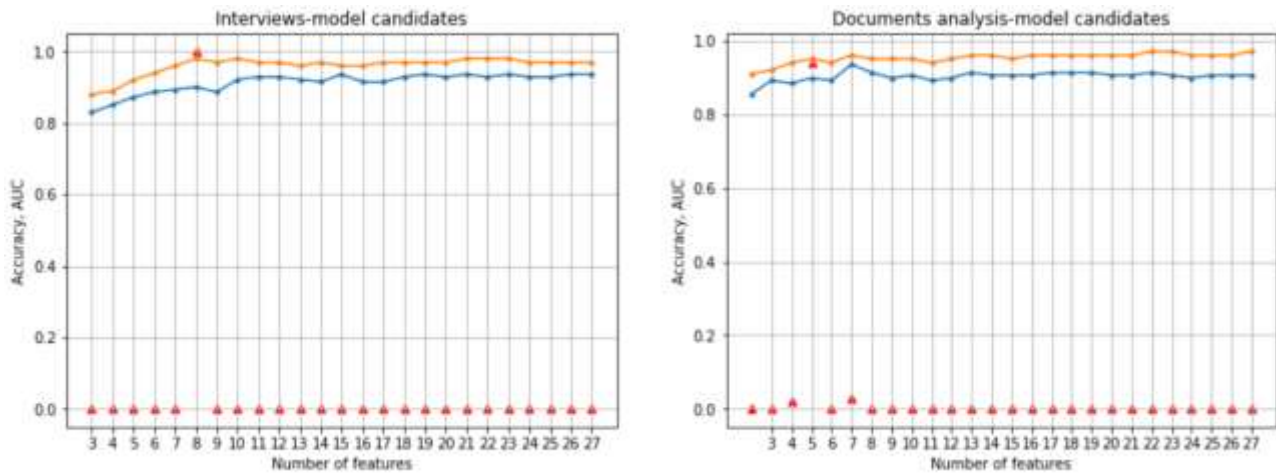 Interviews-model candidates
1.0
0.8
0.6
0.4
0.2
0.0
Accuracy, AUC
3 4 5 6 7 8 9 10 11 12 13 14 15 16 17 18 19 20 21 22 23 24 25 26 27
Number of features
Documents analysis-model candidates
1.0
0.8
0.6
0.4
0.2
0.0
Accuracy, AUC
3 4 5 6 7 8 9 10 11 12 13 14 15 16 17 18 19 20 21 22 23 24 25 26 27
Number of features